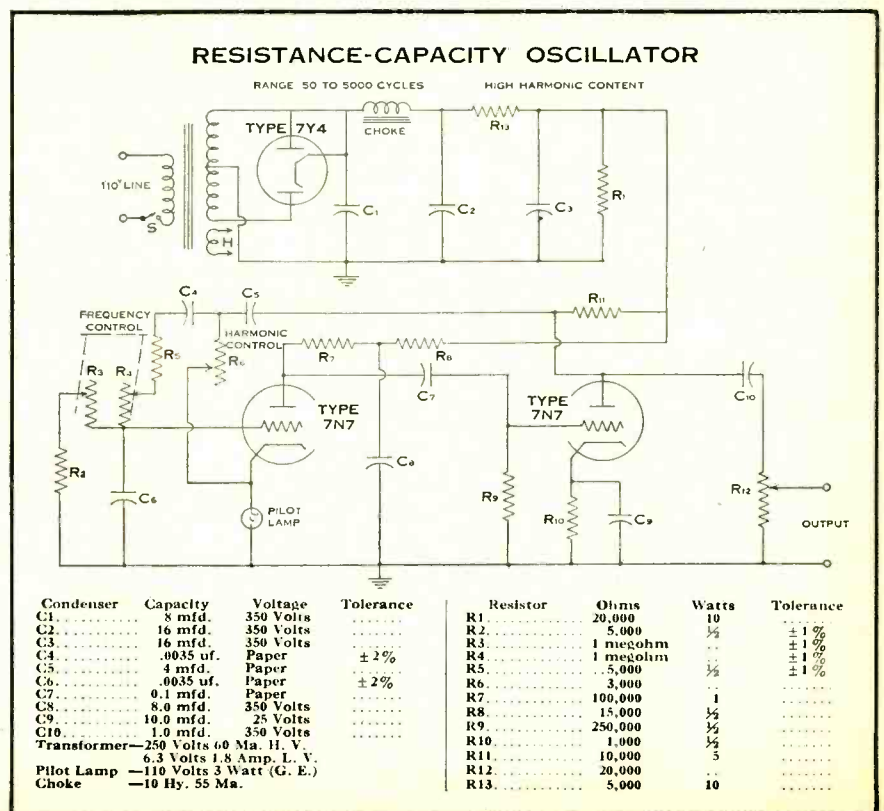 RESISTANCE-CAPACITY OSCILLATOR
RANGE 50 TO 5000 CYCLES
HIGH HARMONIC CONTENT
TYPE 7Y4
CHOKE
R13
110V LINE
S
H
C1
C2
C3
R1
C4
C5
R11
FREQUENCY
CONTROL
HARMONIC
CONTROL
R3
R4
R5
R6
R7
R8
C7
C10
TYPE
7N7
TYPE
7N7
R2
C6
C8
R9
R10
C9
R12
PILOT
LAMP
OUTPUT
Condenser Capacity Voltage Tolerance
C1........... 8 mfd. 350 Volts .......
C2........... 16 mfd. 350 Volts .......
C3........... 16 mfd. 350 Volts .......
C4........... .0035 uf. Paper ±2%
C5........... 4 mfd. Paper .......
C6........... .0035 uf. Paper ±2%
C7........... 0.1 mfd. Paper .......
C8........... 8.0 mfd. 350 Volts .......
C9........... 10.0 mfd. 25 Volts .......
C10.......... 1.0 mfd. 350 Volts .......
Transformer—250 Volts 60 Ma. H. V.
6.3 Volts 1.8 Amp. L. V.
Pilot Lamp —110 Volts 3 Watt (G. E.)
Choke —10 Hy. 55 Ma.
Resistor Ohms Watts Tolerance
R1............ 20,000 10 .......
R2............ 5,000 ½ ±1%
R3............ 1 megohm .. ±1%
R4............ 1 megohm .. ±1%
R5............ 5,000 ½ ±1%
R6............ 3,000 .. .......
R7............ 100,000 1 .......
R8............ 15,000 ½ .......
R9............ 250,000 ½ .......
R10........... 1,000 ½ .......
R11........... 10,000 5 .......
R12........... 20,000 .. .......
R13........... 5,000 10 .......